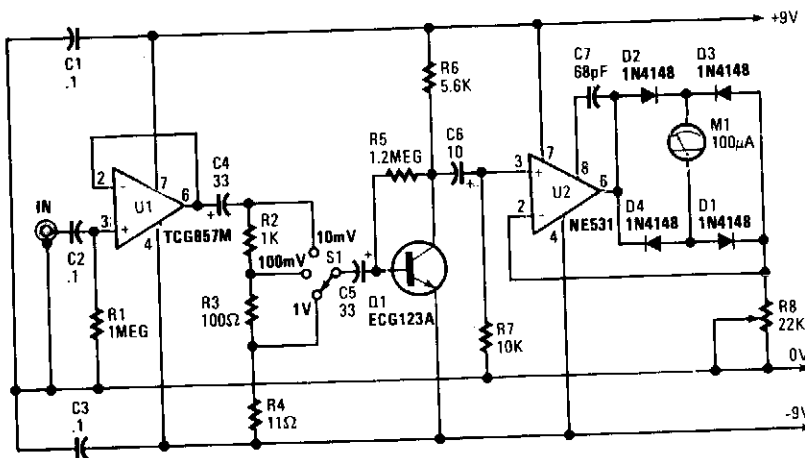 +9V
C1
.1
R6
5.6K
C7
68pF
D2
1N4148
D3
1N4148
M1
100µA
R5
1.2MEG
C6
10
+
7
8
3
+
U2
6
2
-
4
NE531
D4
1N4148
D1
1N4148
2
-
7
U1
6
3
+
4
TCG857M
C4
33
+
IN
C2
.1
R1
1MEG
R2
1K
10mV
100mV
S1
1V
R3
100Ω
C5
33
+
Q1
ECG123A
R7
10K
R8
22K
0V
C3
.1
R4
11Ω
-9V